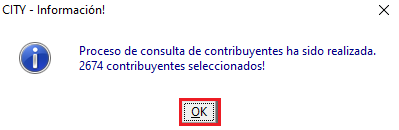 CITY - Información!
Proceso de consulta de contribuyentes ha sido realizada.
2674 contribuyentes seleccionados!
OK